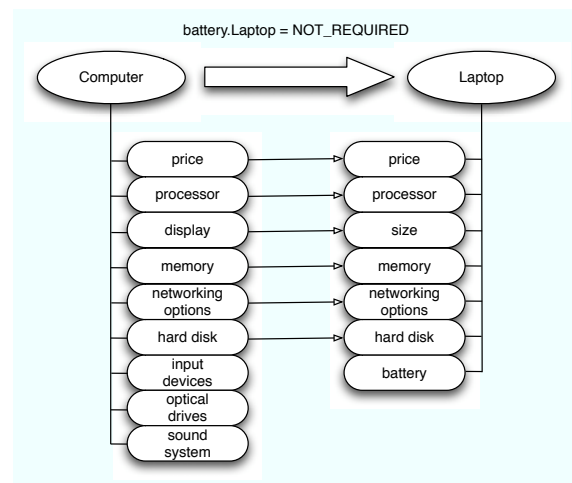 battery.Laptop = NOT_REQUIRED
Computer
Laptop
price
processor
display
memory
networking
options
hard disk
input
devices
optical
drives
sound
system
price
processor
size
memory
networking
options
hard disk
battery